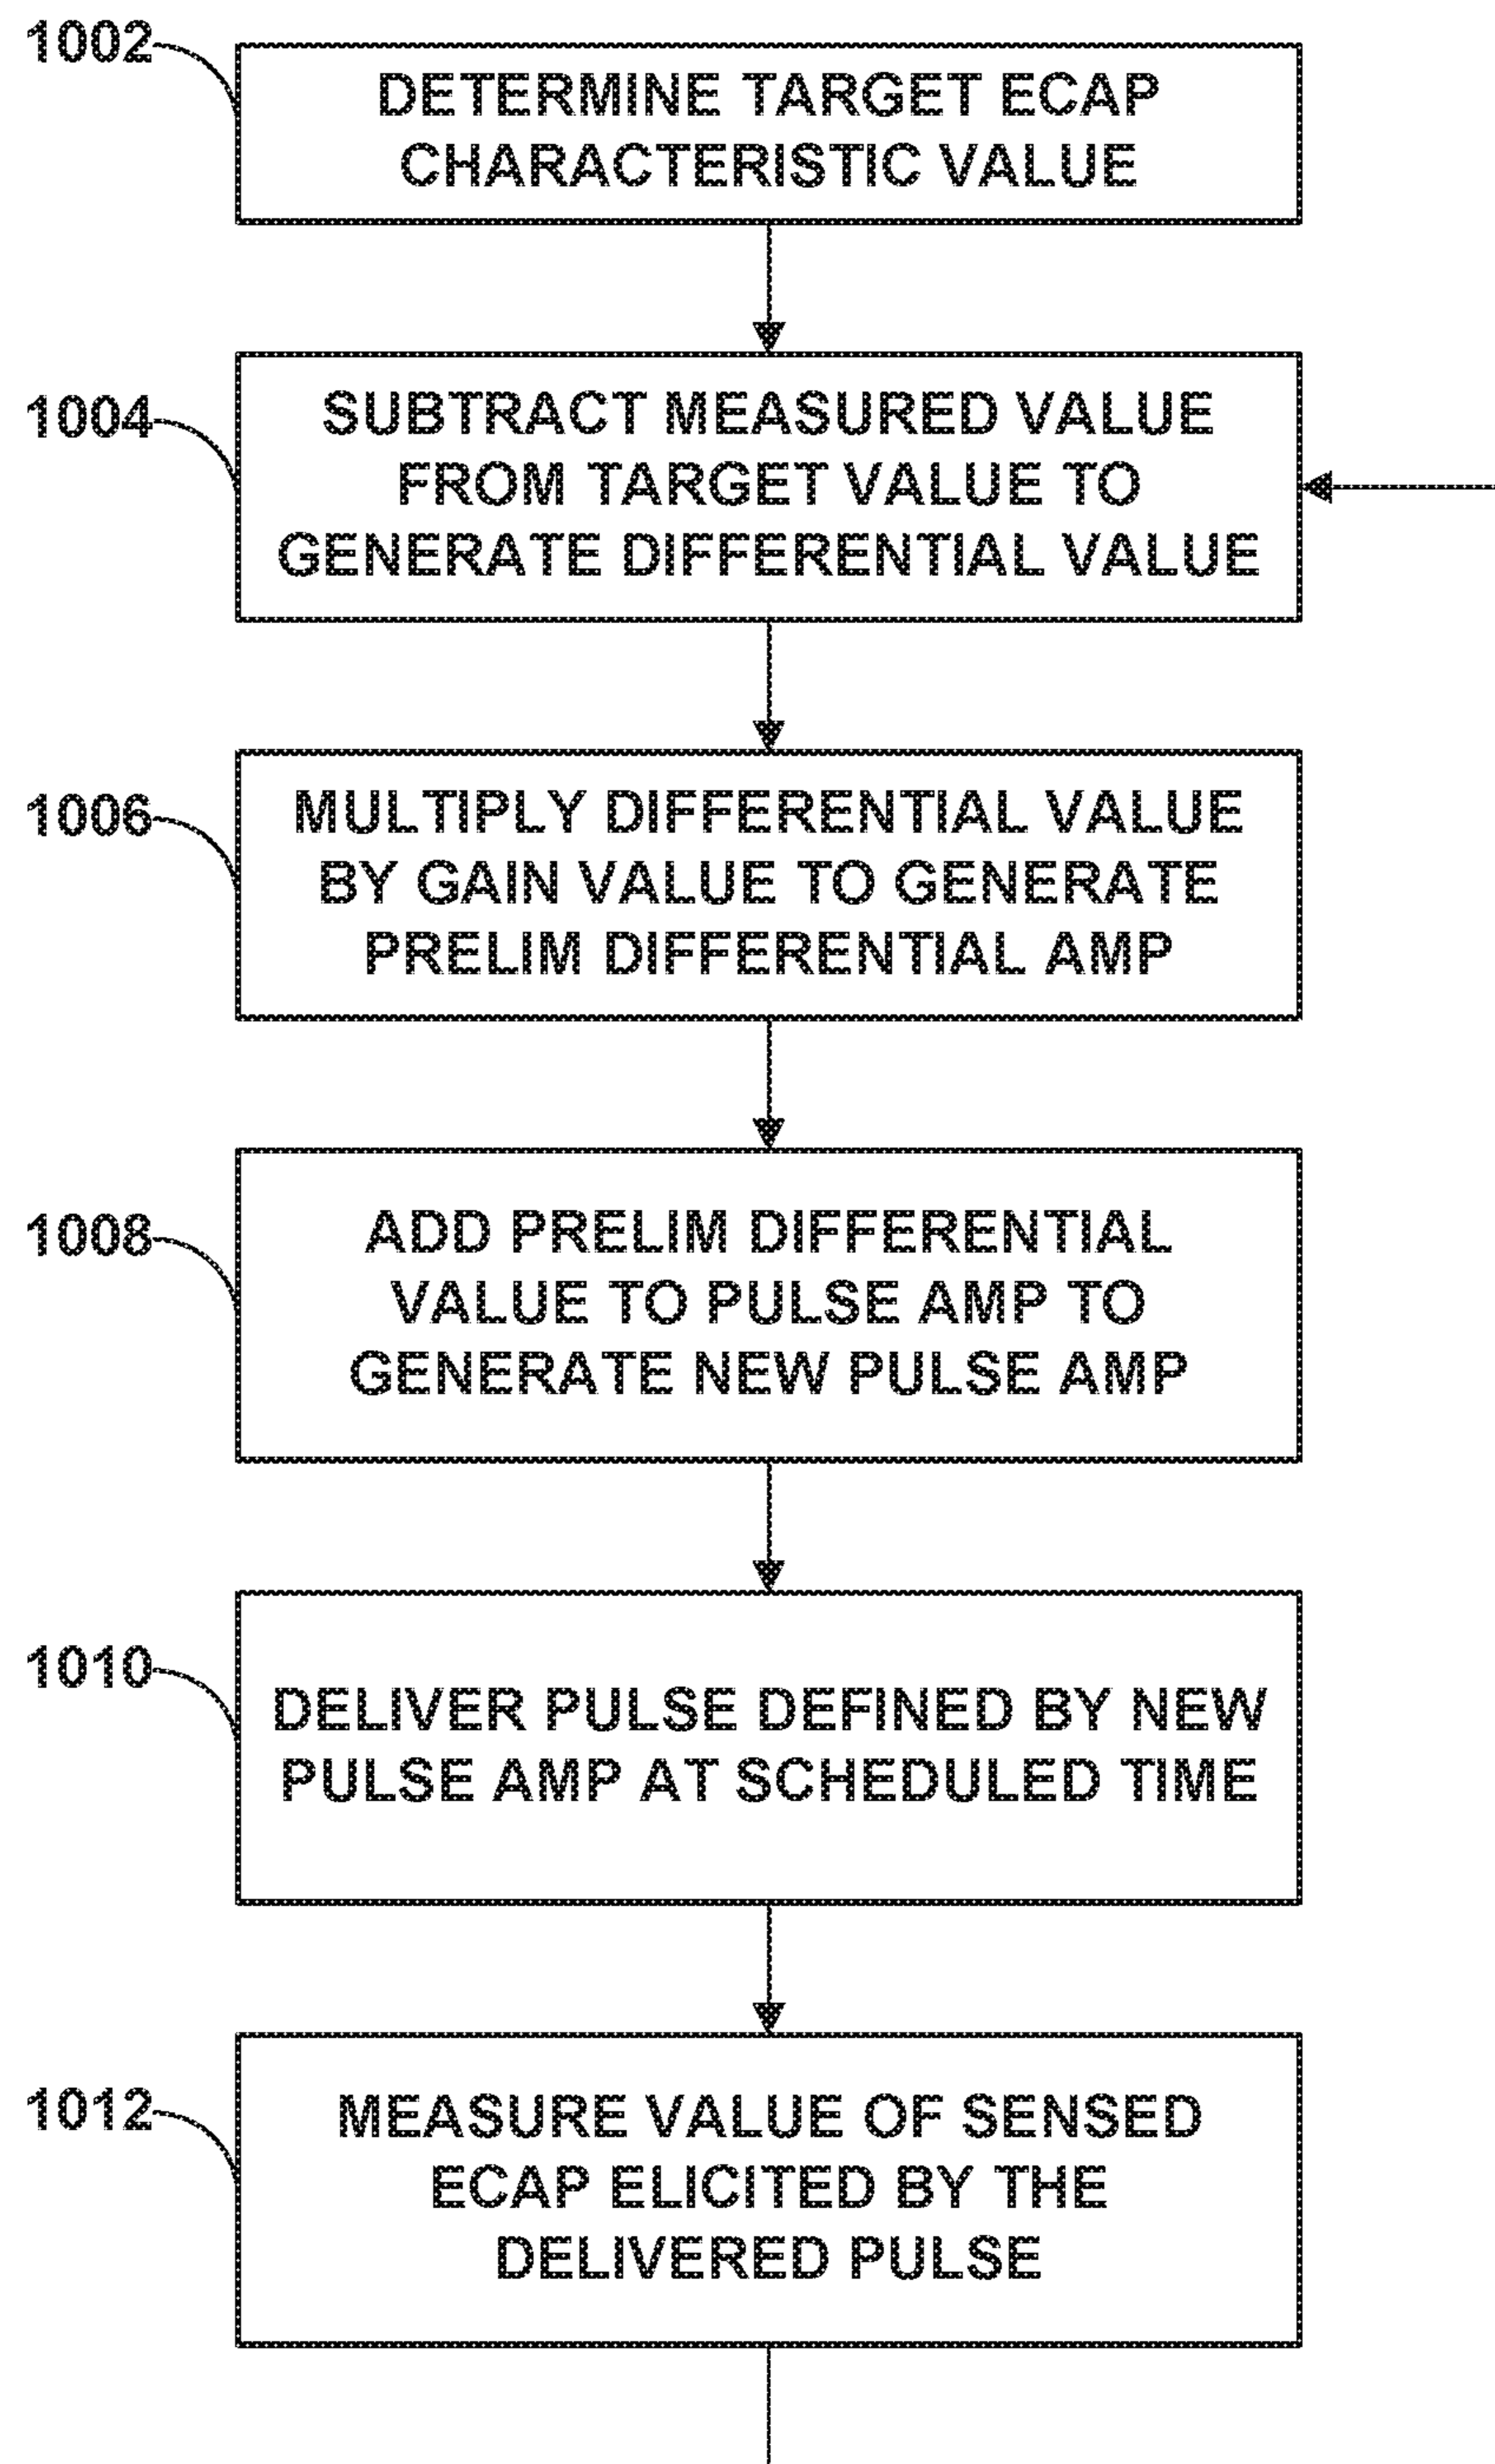 1002
DETERMINE TARGET ECAP
CHARACTERISTIC VALUE
1004
SUBTRACT MEASURED VALUE
FROM TARGET VALUE TO
GENERATE DIFFERENTIAL VALUE
1006
MULTIPLY DIFFERENTIAL VALUE
BY GAIN VALUE TO GENERATE
PRELIM DIFFERENTIAL AMP
1008
ADD PRELIM DIFFERENTIAL
VALUE TO PULSE AMP TO
GENERATE NEW PULSE AMP
1010
DELIVER PULSE DEFINED BY NEW
PULSE AMP AT SCHEDULED TIME
1012
MEASURE VALUE OF SENSED
ECAP ELICITED BY THE
DELIVERED PULSE